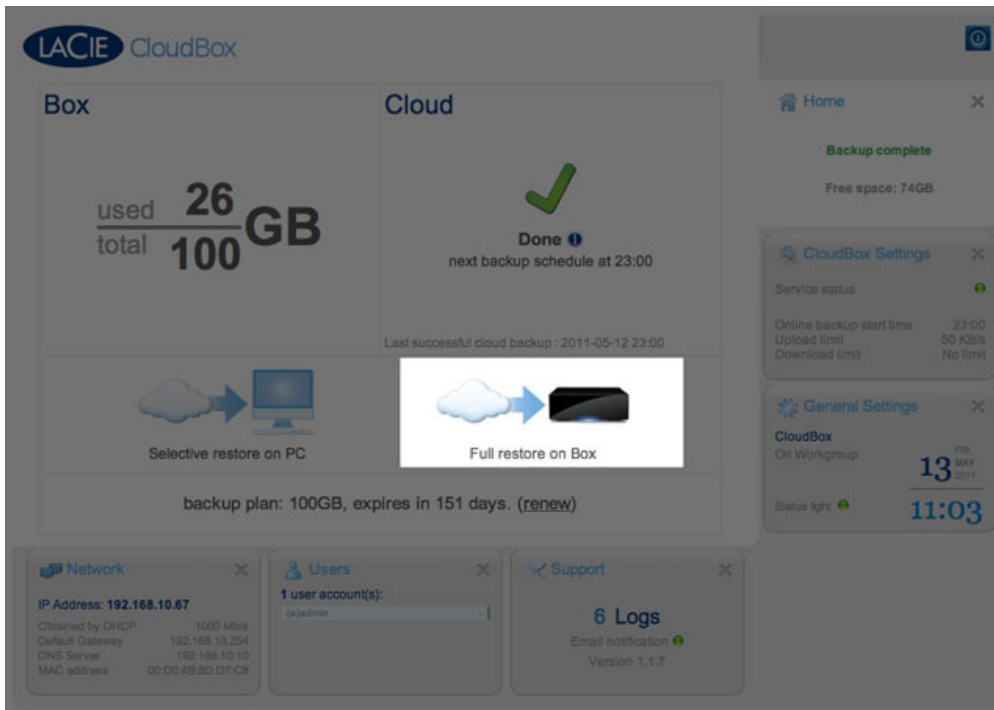 LACIE CloudBox
Box
used 26 GB
total 100
Cloud
Done
next backup schedule at 23:00
Last successful cloud backup : 2011-05-12 23:00
Selective restore on PC
Full restore on Box
backup plan: 100GB, expires in 151 days. (renew)
Home
Backup complete
Free space: 74GB
CloudBox Settings
Service status
Online backup start time 23:00
Upload limit 50 KB/s
Download limit No limit
General Settings
CloudBox
On Workgroup
FRI.
13 MAY
2011
Status light
11:03
Network
IP Address: 192.168.10.67
Obtained by DHCP 1000 Mb/s
Default Gateway 192.168.10.254
DNS Server 192.168.10.10
MAC address 00:D0:4B:8D:D7:C8
Users
1 user account(s):
(a)admin
Support
6 Logs
Email notification
Version 1.1.7